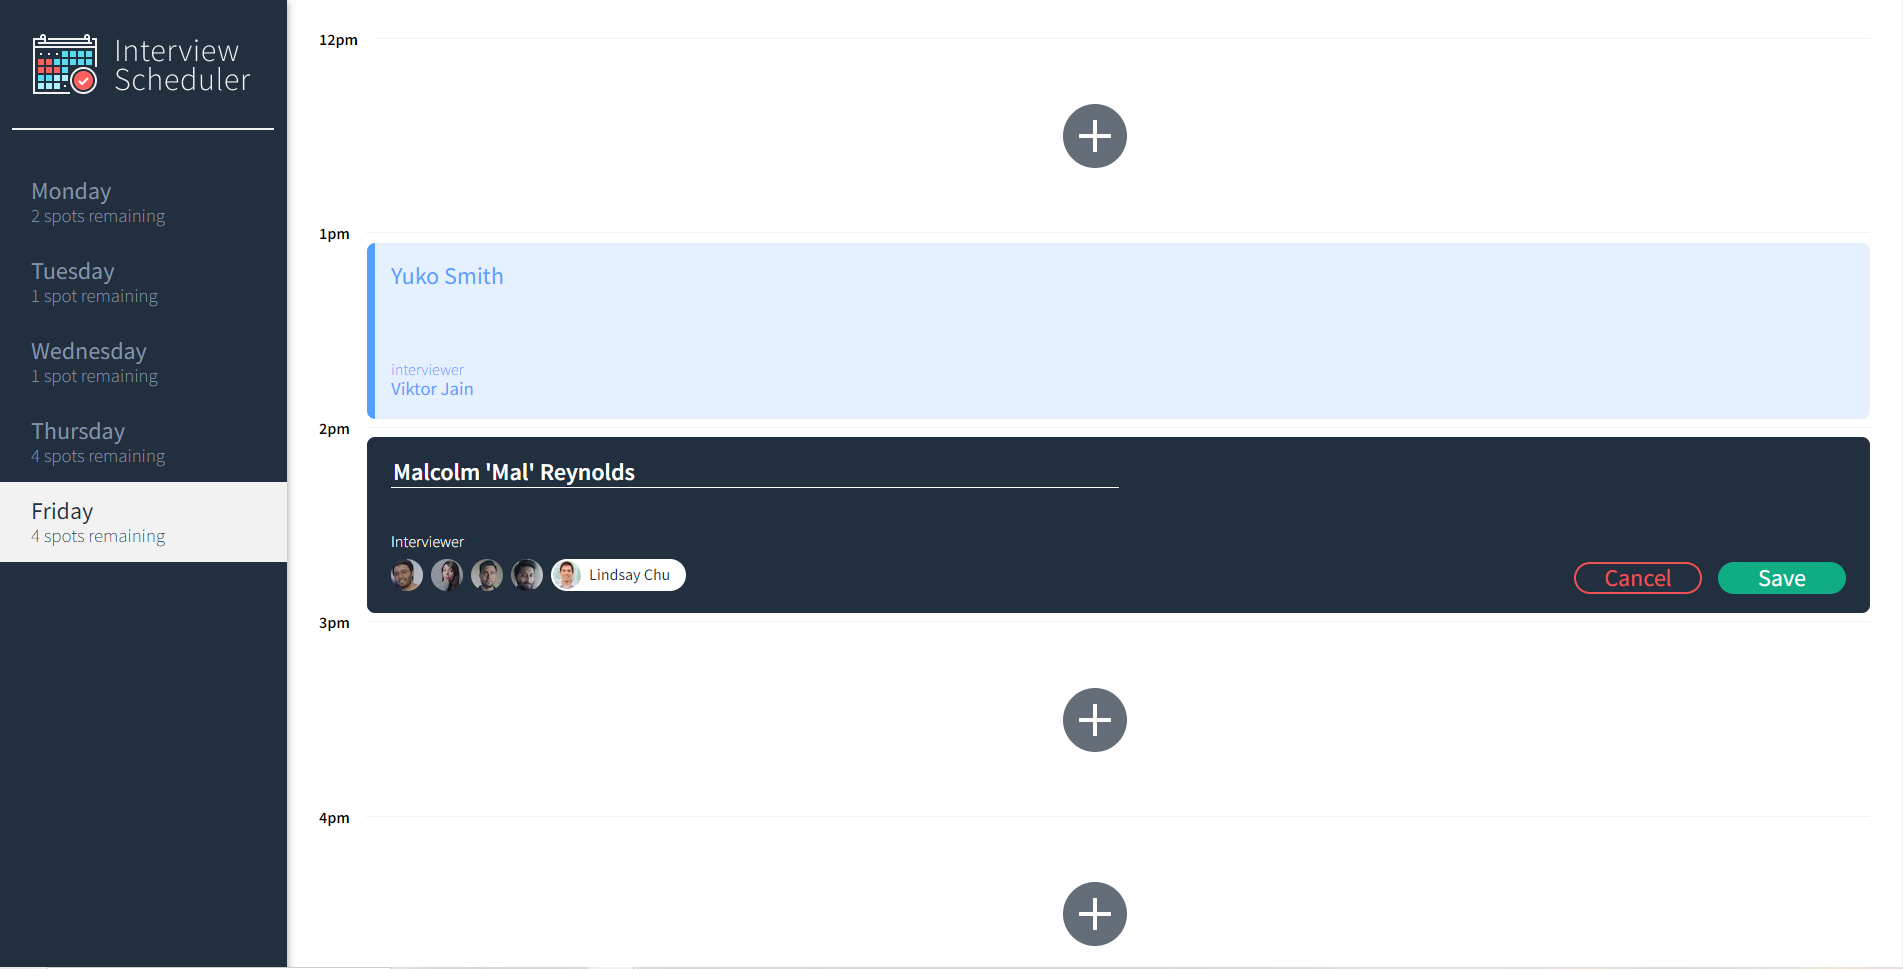 Interview
Scheduler
Monday
2 spots remaining
Tuesday
1 spot remaining
Wednesday
1 spot remaining
Thursday
4 spots remaining
Friday
4 spots remaining
12pm
1pm
Yuko Smith
interviewer
Viktor Jain
2pm
Malcolm 'Mal' Reynolds
Interviewer
Lindsay Chu
Cancel
Save
3pm
4pm